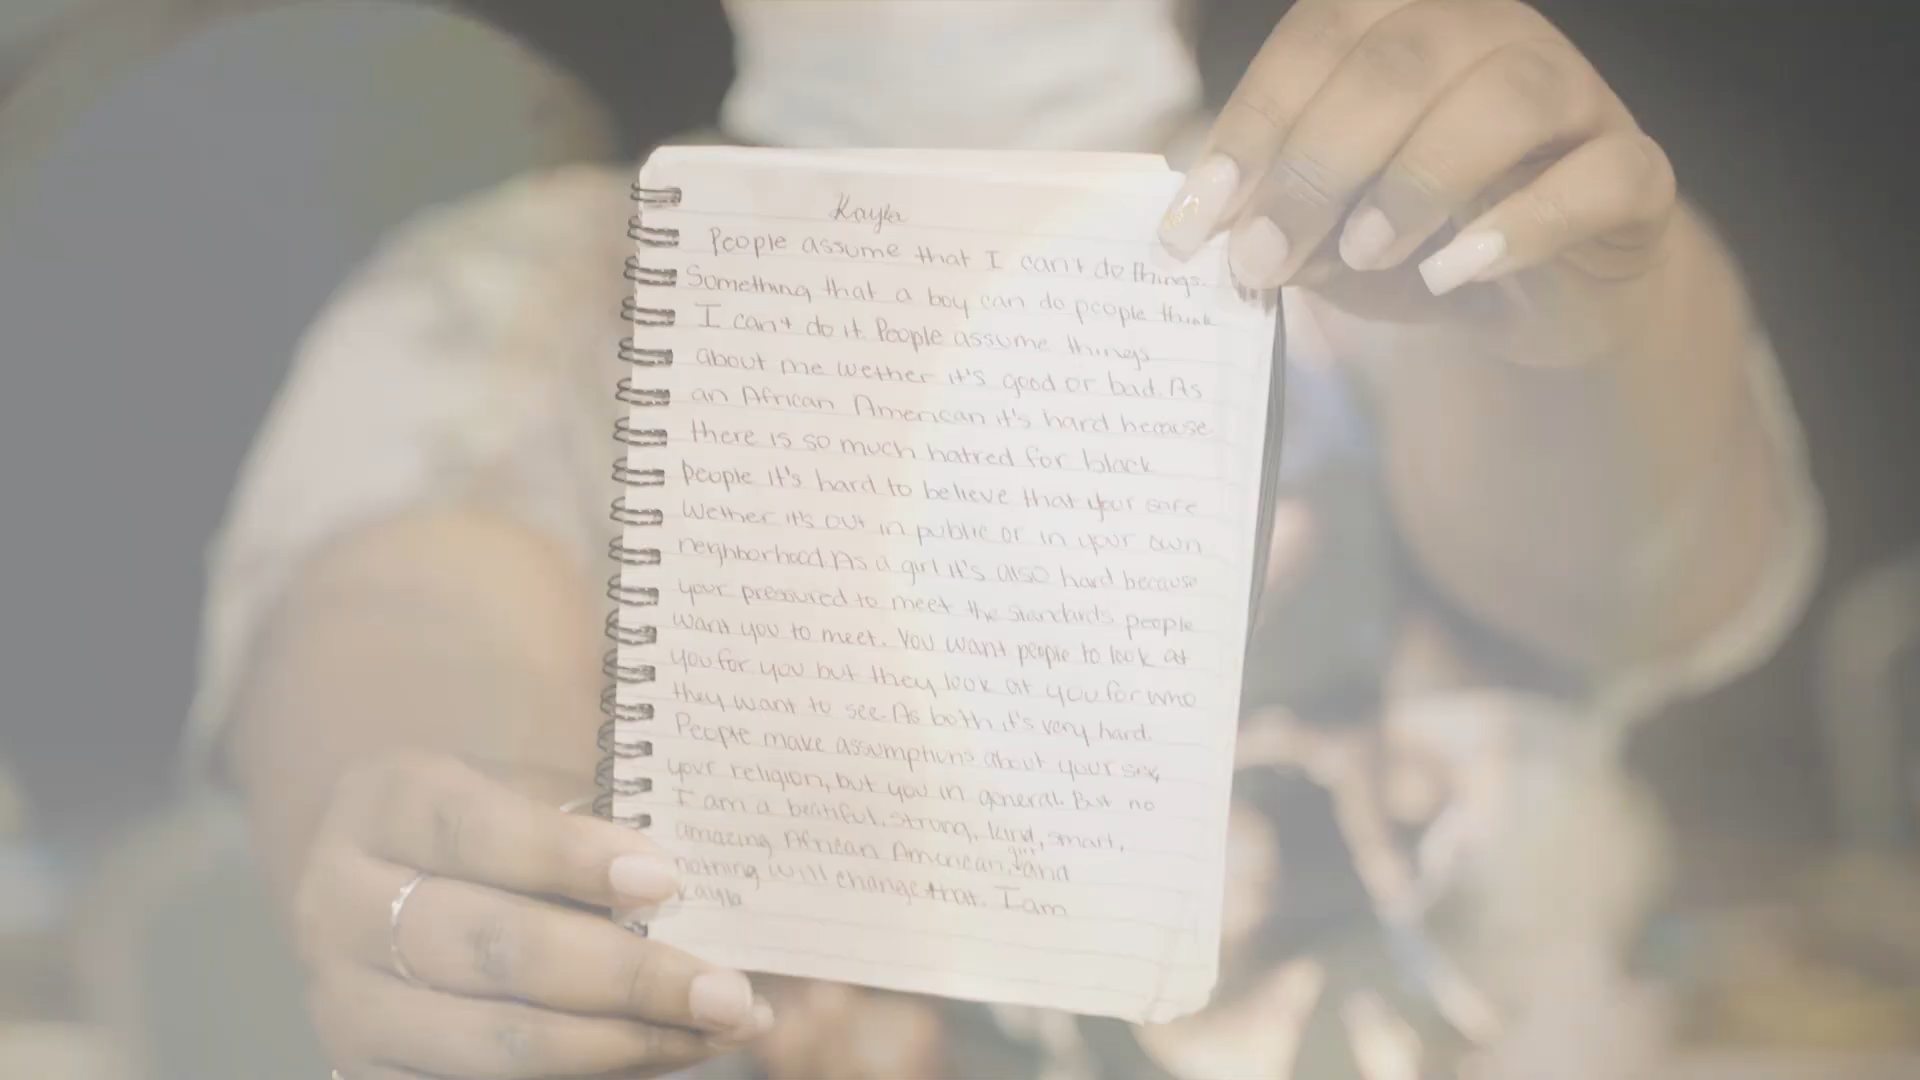 Kayla
People assume that I can't do things.
Something that a boy can do people think
I can't do it. People assume things
about me wether it's good or bad. As
an African American it's hard because
there is so much hatred for black
people it's hard to believe that your safe
wether it's out in public or in your own
neighborhood. As a girl it's also hard because
your pressured to meet the standards people
want you to meet. You want people to look at
you for you but they look at you for who
they want to see. As both it's very hard.
People make assumptions about your sex,
your religion, but you in general. But no
I am a beatiful, strong, kind, smart,
amazing African American, girl and
nothing will change that. I am
Kayla